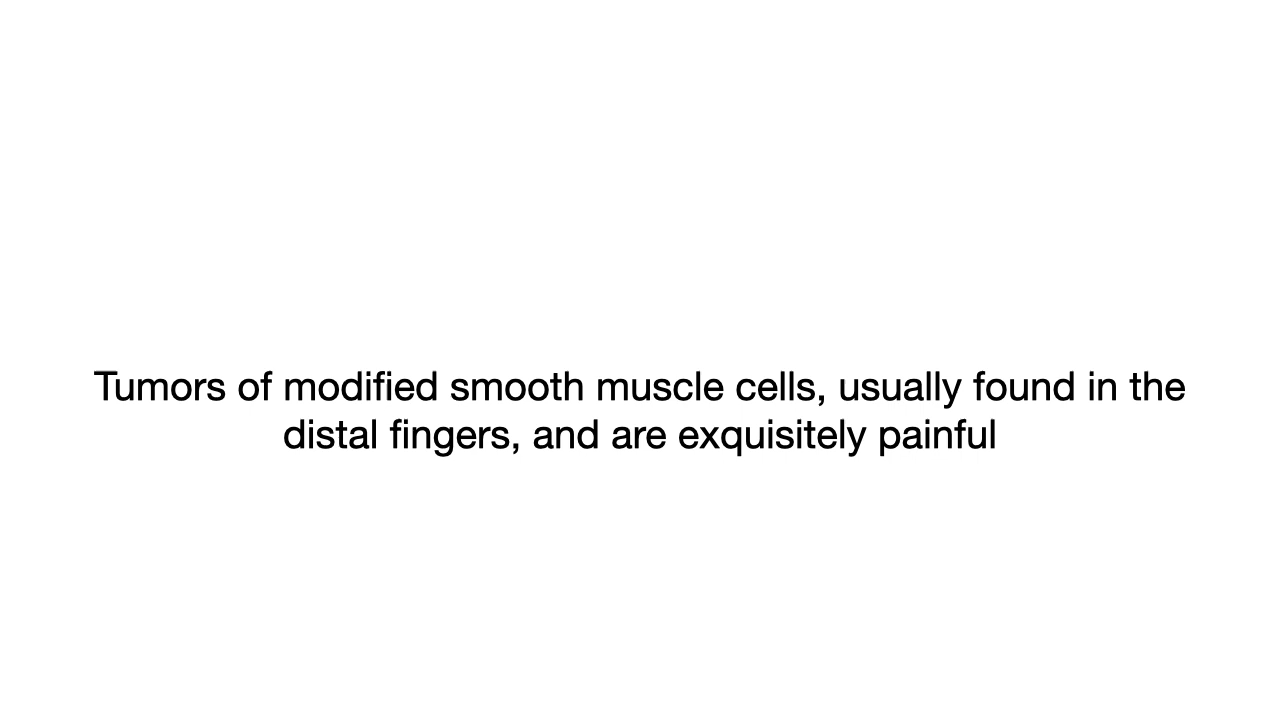 Tumors of modified smooth muscle cells, usually found in the
distal fingers, and are exquisitely painful